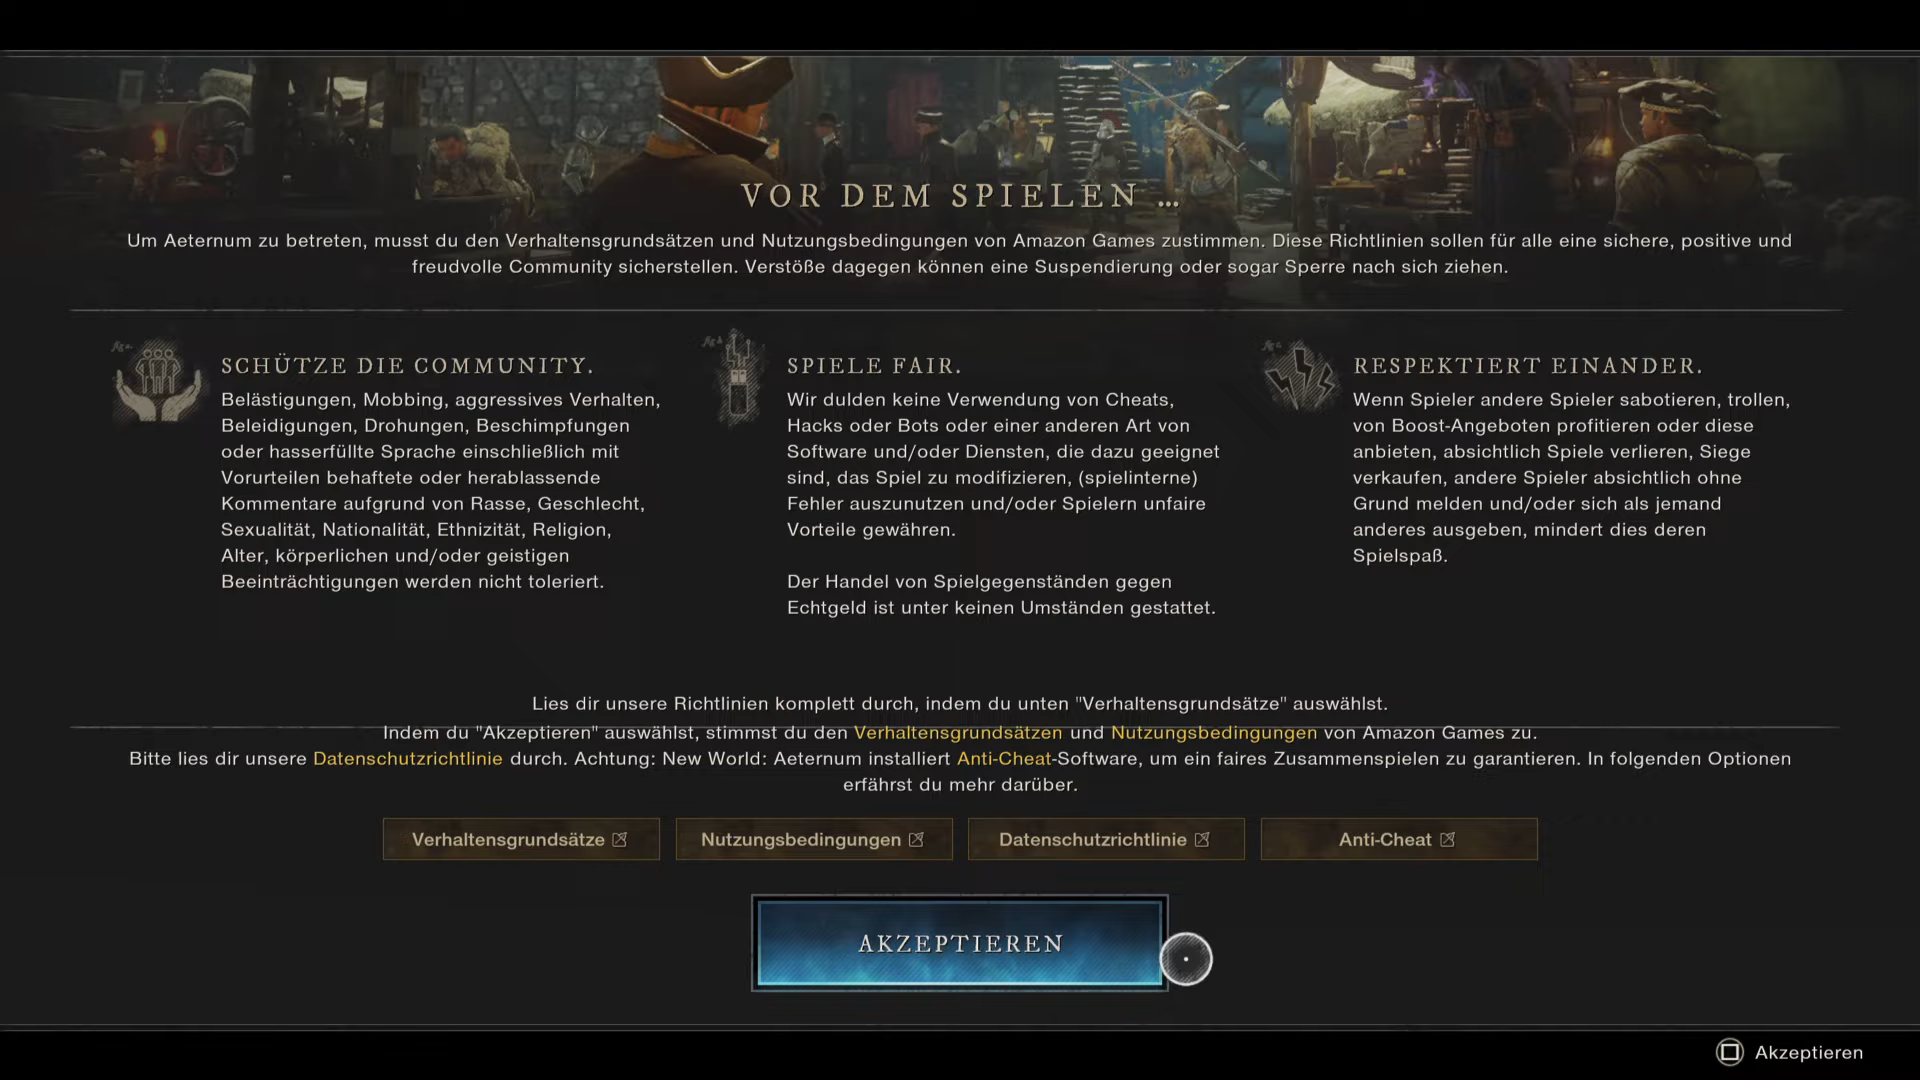 VOR DEM SPIELEN ...
Um Aeternum zu betreten, musst du den Verhaltensgrundsätzen und Nutzungsbedingungen von Amazon Games zustimmen. Diese Richtlinien sollen für alle eine sichere, positive und
freudvolle Community sicherstellen. Verstöße dagegen können eine Suspendierung oder sogar Sperre nach sich ziehen.
SCHÜTZE DIE COMMUNITY.
Belästigungen, Mobbing, aggressives Verhalten,
Beleidigungen, Drohungen, Beschimpfungen
oder hasserfüllte Sprache einschließlich mit
Vorurteilen behaftete oder herablassende
Kommentare aufgrund von Rasse, Geschlecht,
Sexualität, Nationalität, Ethnizität, Religion,
Alter, körperlichen und/oder geistigen
Beeinträchtigungen werden nicht toleriert.
SPIELE FAIR.
Wir dulden keine Verwendung von Cheats,
Hacks oder Bots oder einer anderen Art von
Software und/oder Diensten, die dazu geeignet
sind, das Spiel zu modifizieren, (spielinterne)
Fehler auszunutzen und/oder Spielern unfaire
Vorteile gewähren.
Der Handel von Spielgegenständen gegen
Echtgeld ist unter keinen Umständen gestattet.
RESPEKTIERT EINANDER.
Wenn Spieler andere Spieler sabotieren, trollen,
von Boost-Angeboten profitieren oder diese
anbieten, absichtlich Spiele verlieren, Siege
verkaufen, andere Spieler absichtlich ohne
Grund melden und/oder sich als jemand
anderes ausgeben, mindert dies deren
Spielspaß.
Lies dir unsere Richtlinien komplett durch, indem du unten "Verhaltensgrundsätze" auswählst.
Indem du "Akzeptieren" auswählst, stimmst du den Verhaltensgrundsätzen und Nutzungsbedingungen von Amazon Games zu.
Bitte lies dir unsere Datenschutzrichtlinie durch. Achtung: New World: Aeternum installiert Anti-Cheat-Software, um ein faires Zusammenspielen zu garantieren. In folgenden Optionen
erfährst du mehr darüber.
Verhaltensgrundsätze
Nutzungsbedingungen
Datenschutzrichtlinie
Anti-Cheat
AKZEPTIEREN
Akzeptieren